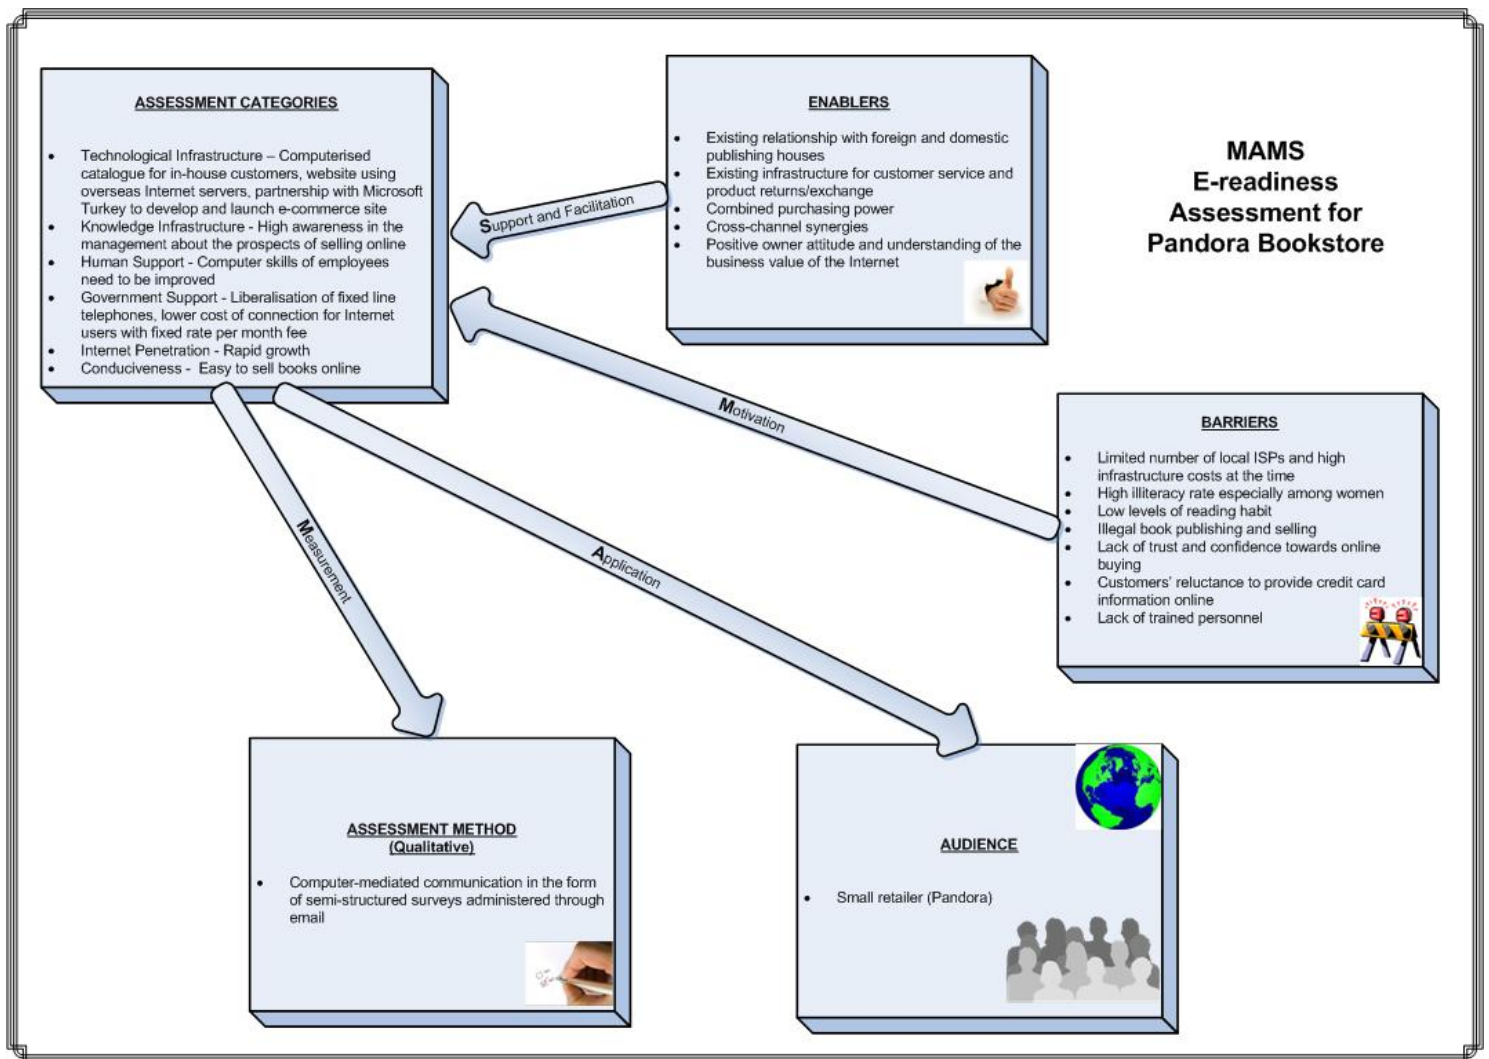 ASSESSMENT CATEGORIES
• Technological Infrastructure – Computerised
catalogue for in-house customers, website using
overseas Internet servers, partnership with Microsoft
Turkey to develop and launch e-commerce site
• Knowledge Infrastructure - High awareness in the
management about the prospects of selling online
• Human Support - Computer skills of employees
need to be improved
• Government Support - Liberalisation of fixed line
telephones, lower cost of connection for Internet
users with fixed rate per month fee
• Internet Penetration - Rapid growth
• Conduciveness - Easy to sell books online
Support and Facilitation
ENABLERS
• Existing relationship with foreign and domestic
publishing houses
• Existing infrastructure for customer service and
product returns/exchange
• Combined purchasing power
• Cross-channel synergies
• Positive owner attitude and understanding of the
business value of the Internet
MAMS
E-readiness
Assessment for
Pandora Bookstore
Motivation
BARRIERS
• Limited number of local ISPs and high
infrastructure costs at the time
• High illiteracy rate especially among women
• Low levels of reading habit
• Illegal book publishing and selling
• Lack of trust and confidence towards online
buying
• Customers' reluctance to provide credit card
information online
• Lack of trained personnel
Measurement
Application
ASSESSMENT METHOD
(Qualitative)
• Computer-mediated communication in the form
of semi-structured surveys administered through
email
AUDIENCE
• Small retailer (Pandora)